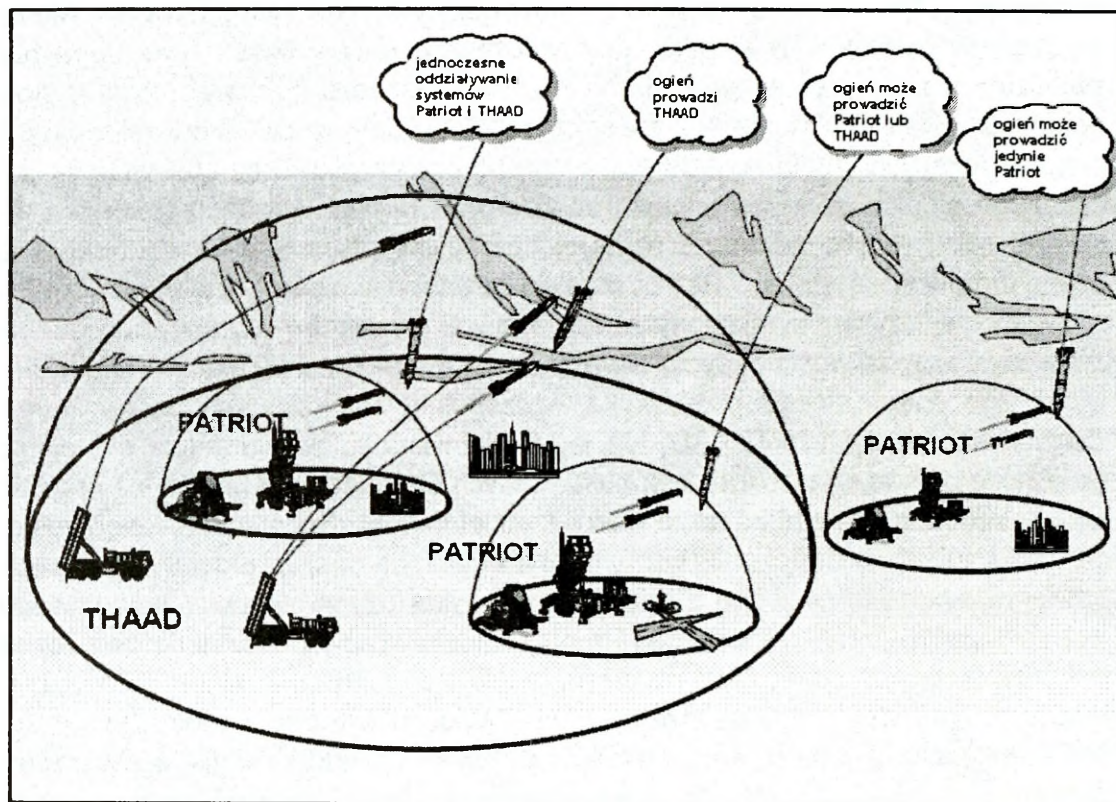 jednoczesne
oddziaływanie
systemów
Patriot i THAAD
ogień
prowadzi
THAAD
ogień może
prowadzić
Patriot lub
THAAD
ogień może
prowadzić
jedynie
Patriot
PATRIOT
PATRIOT
PATRIOT
THAAD